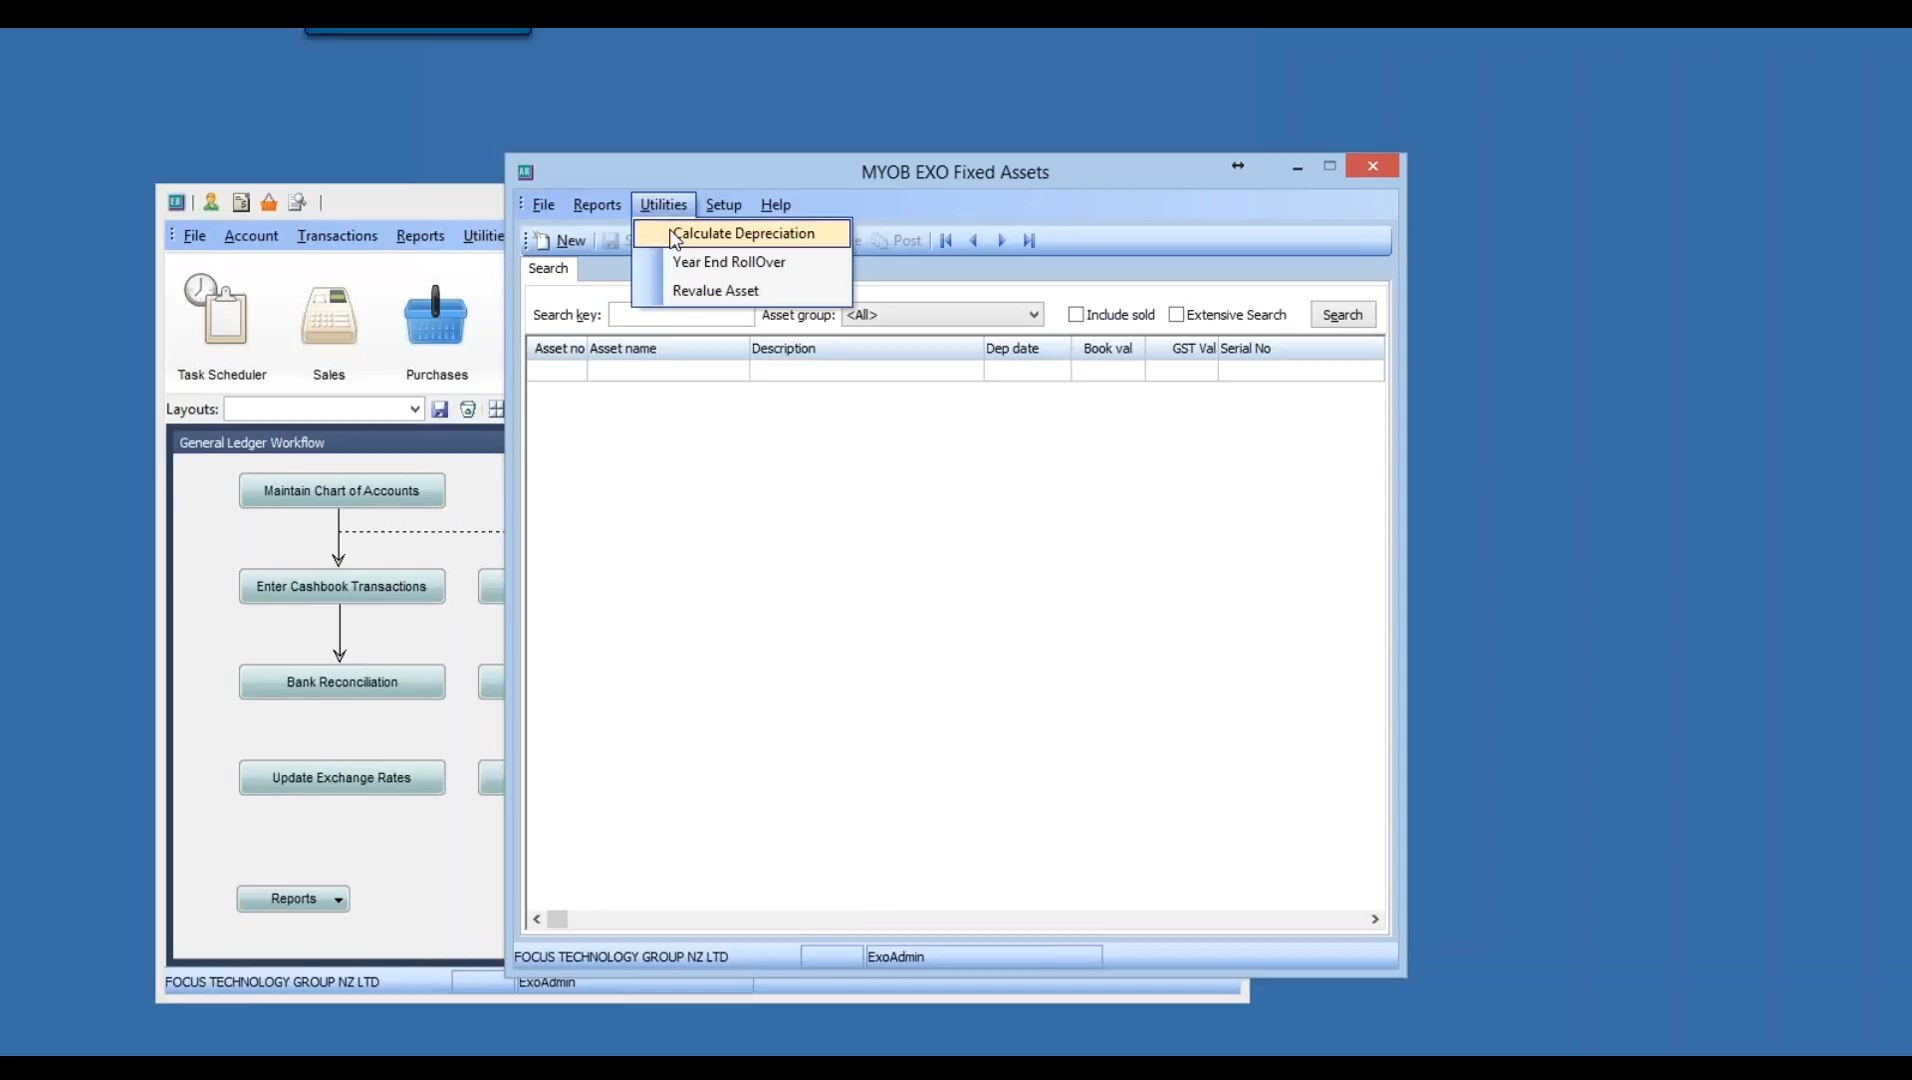 MYOB EXO Fixed Assets
File Reports Utilities Setup Help
New Post
Calculate Depreciation
Year End RollOver
Revalue Asset
Search
Search key: Asset group: <All> Include sold Extensive Search Search
Asset no Asset name Description Dep date Book val GST Val Serial No
FOCUS TECHNOLOGY GROUP NZ LTD ExoAdmin
File Account Transactions Reports
Task Scheduler Sales Purchases
Layouts:
General Ledger Workflow
Maintain Chart of Accounts
Enter Cashbook Transactions
Bank Reconciliation
Update Exchange Rates
Reports
FOCUS TECHNOLOGY GROUP NZ LTD ExoAdmin